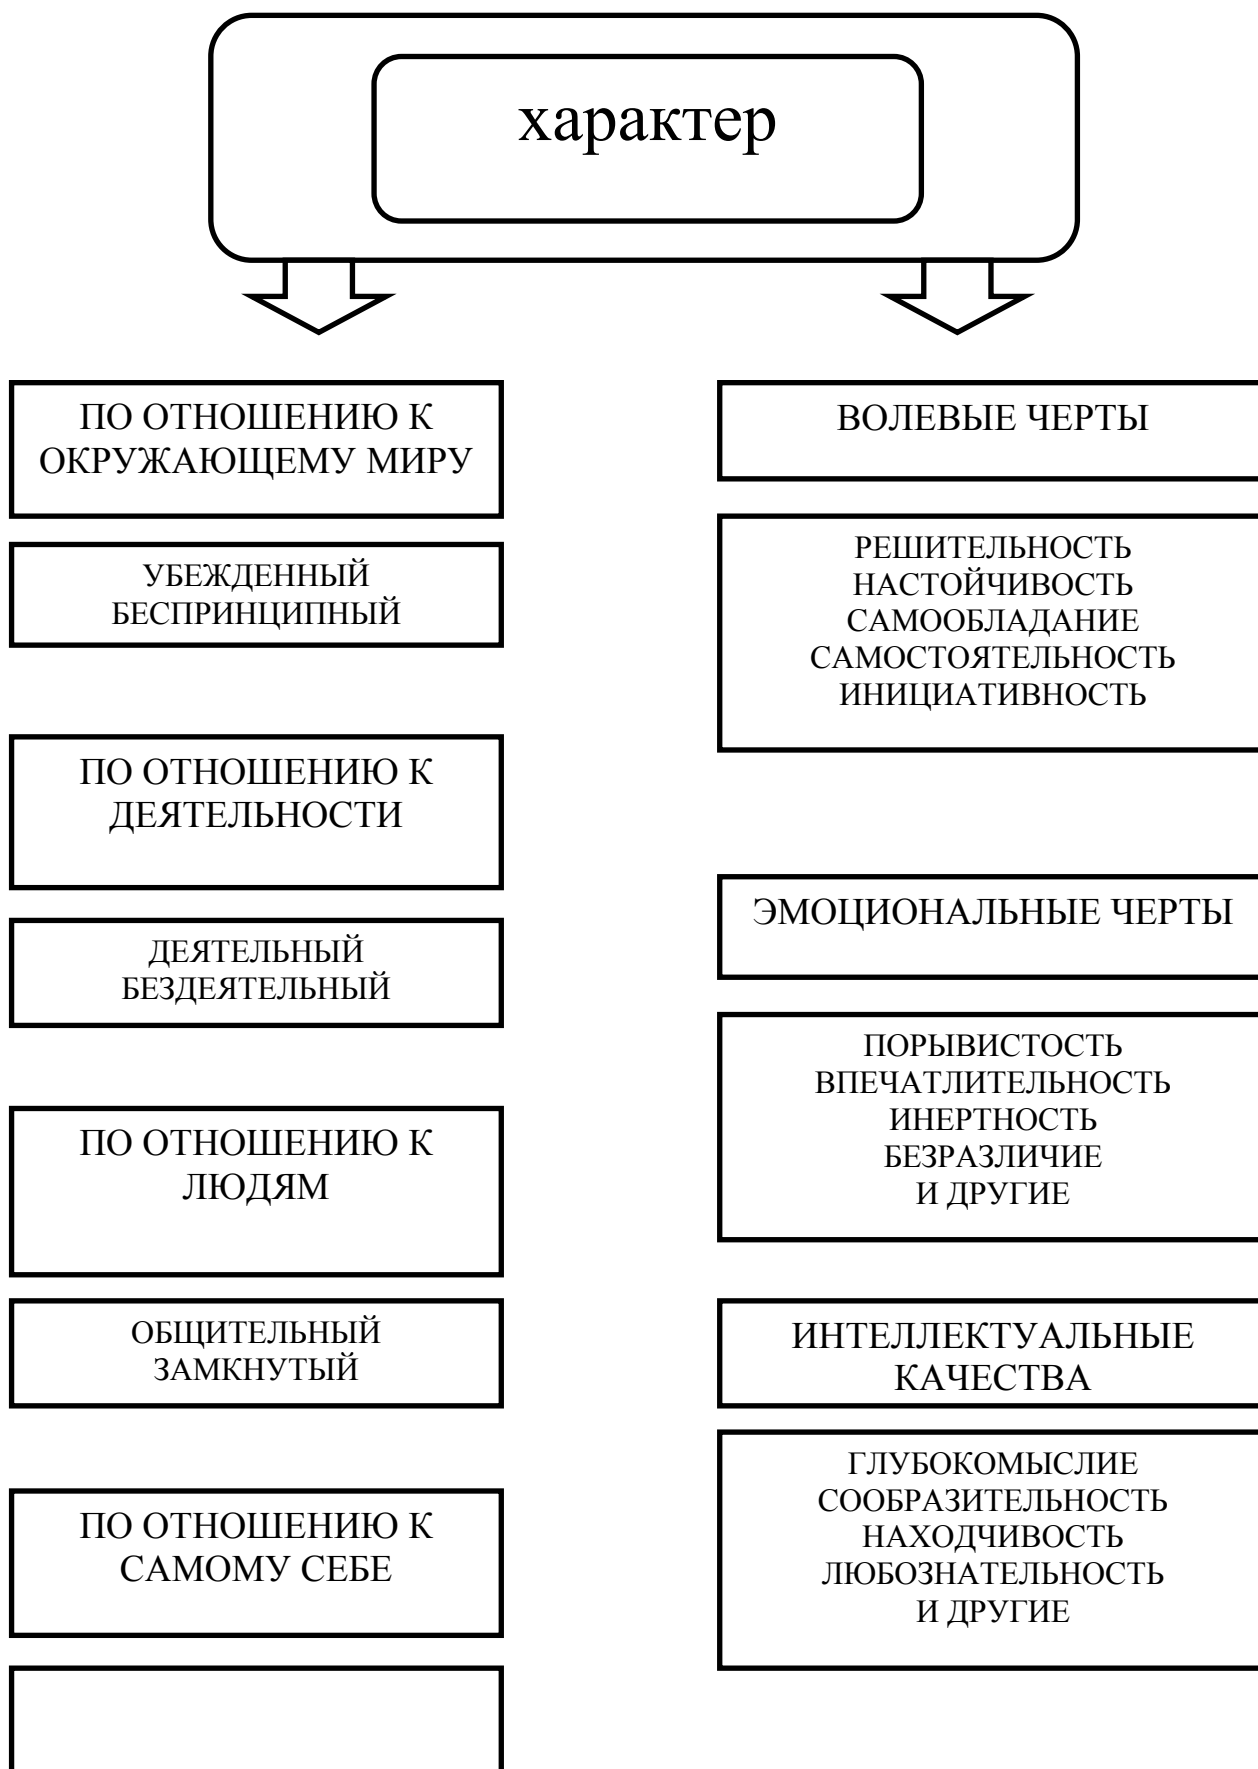 характер
ПО ОТНОШЕНИЮ К
ОКРУЖАЮЩЕМУ МИРУ
УБЕЖДЕННЫЙ
БЕСПРИНЦИПНЫЙ
ПО ОТНОШЕНИЮ К
ДЕЯТЕЛЬНОСТИ
ДЕЯТЕЛЬНЫЙ
БЕЗДЕЯТЕЛЬНЫЙ
ПО ОТНОШЕНИЮ К
ЛЮДЯМ
ОБЩИТЕЛЬНЫЙ
ЗАМКНУТЫЙ
ПО ОТНОШЕНИЮ К
САМОМУ СЕБЕ
ВОЛЕВЫЕ ЧЕРТЫ
РЕШИТЕЛЬНОСТЬ
НАСТОЙЧИВОСТЬ
САМООБЛАДАНИЕ
САМОСТОЯТЕЛЬНОСТЬ
ИНИЦИАТИВНОСТЬ
ЭМОЦИОНАЛЬНЫЕ ЧЕРТЫ
ПОРЫВИСТОСТЬ
ВПЕЧАТЛИТЕЛЬНОСТЬ
ИНЕРТНОСТЬ
БЕЗРАЗЛИЧИЕ
И ДРУГИЕ
ИНТЕЛЛЕКТУАЛЬНЫЕ
КАЧЕСТВА
ГЛУБОКОМЫСЛИЕ
СООБРАЗИТЕЛЬНОСТЬ
НАХОДЧИВОСТЬ
ЛЮБОЗНАТЕЛЬНОСТЬ
И ДРУГИЕ